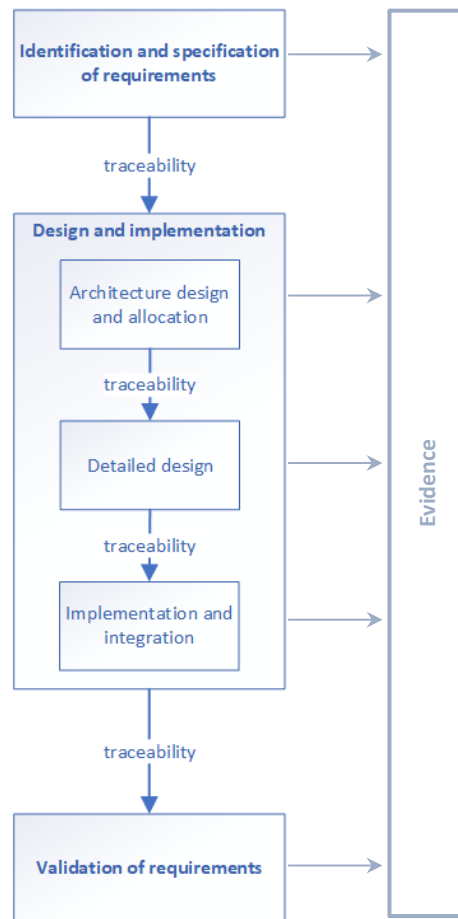 Identification and specification
of requirements
traceability
Design and implementation
Architecture design
and allocation
traceability
Detailed design
traceability
Implementation and
integration
traceability
Validation of requirements
Evidence